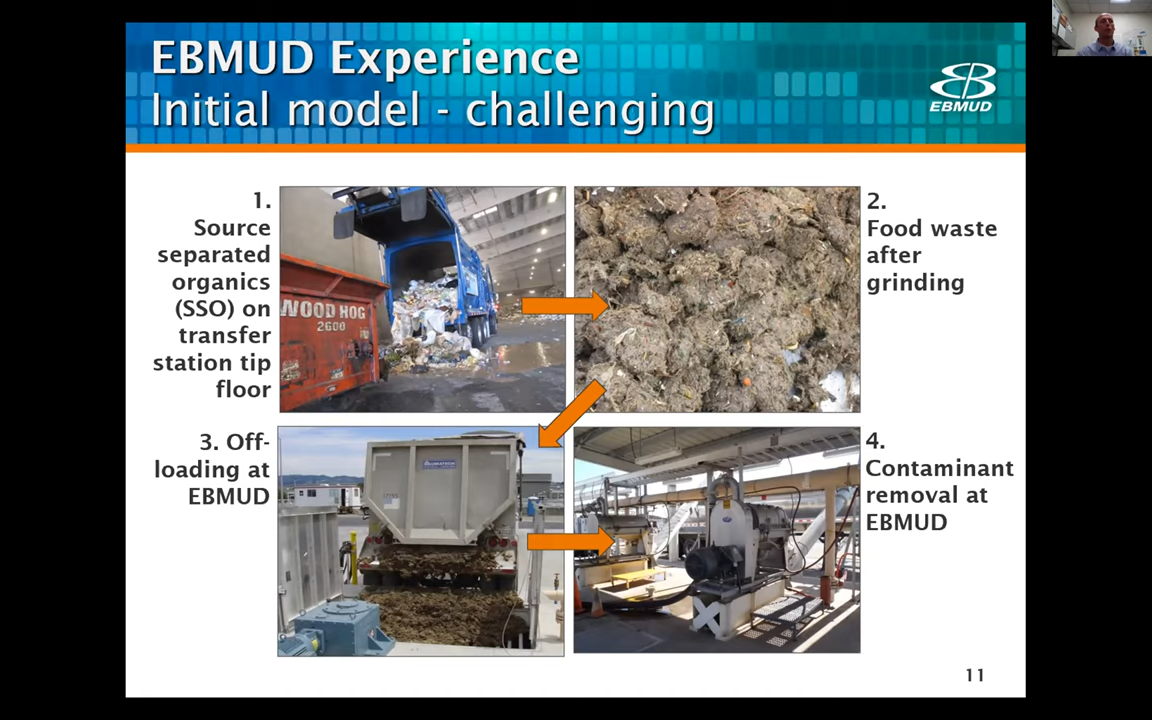 EBMUD Experience
Initial model - challenging
EBMUD
1.
Source
separated
organics
(SSO) on
transfer
station tip
floor
WOOD HOG
2600
2.
Food waste
after
grinding
3. Off-
loading at
EBMUD
4.
Contaminant
removal at
EBMUD
11